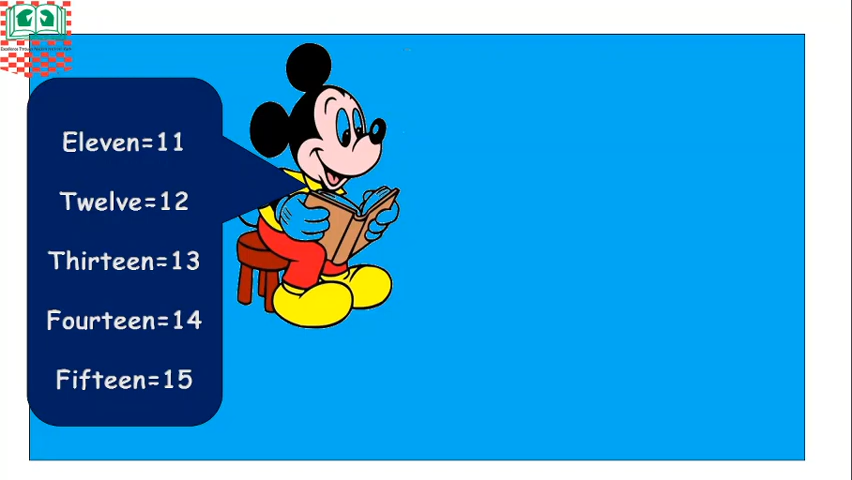 Eleven=11
Twelve=12
Thirteen=13
Fourteen=14
Fifteen=15